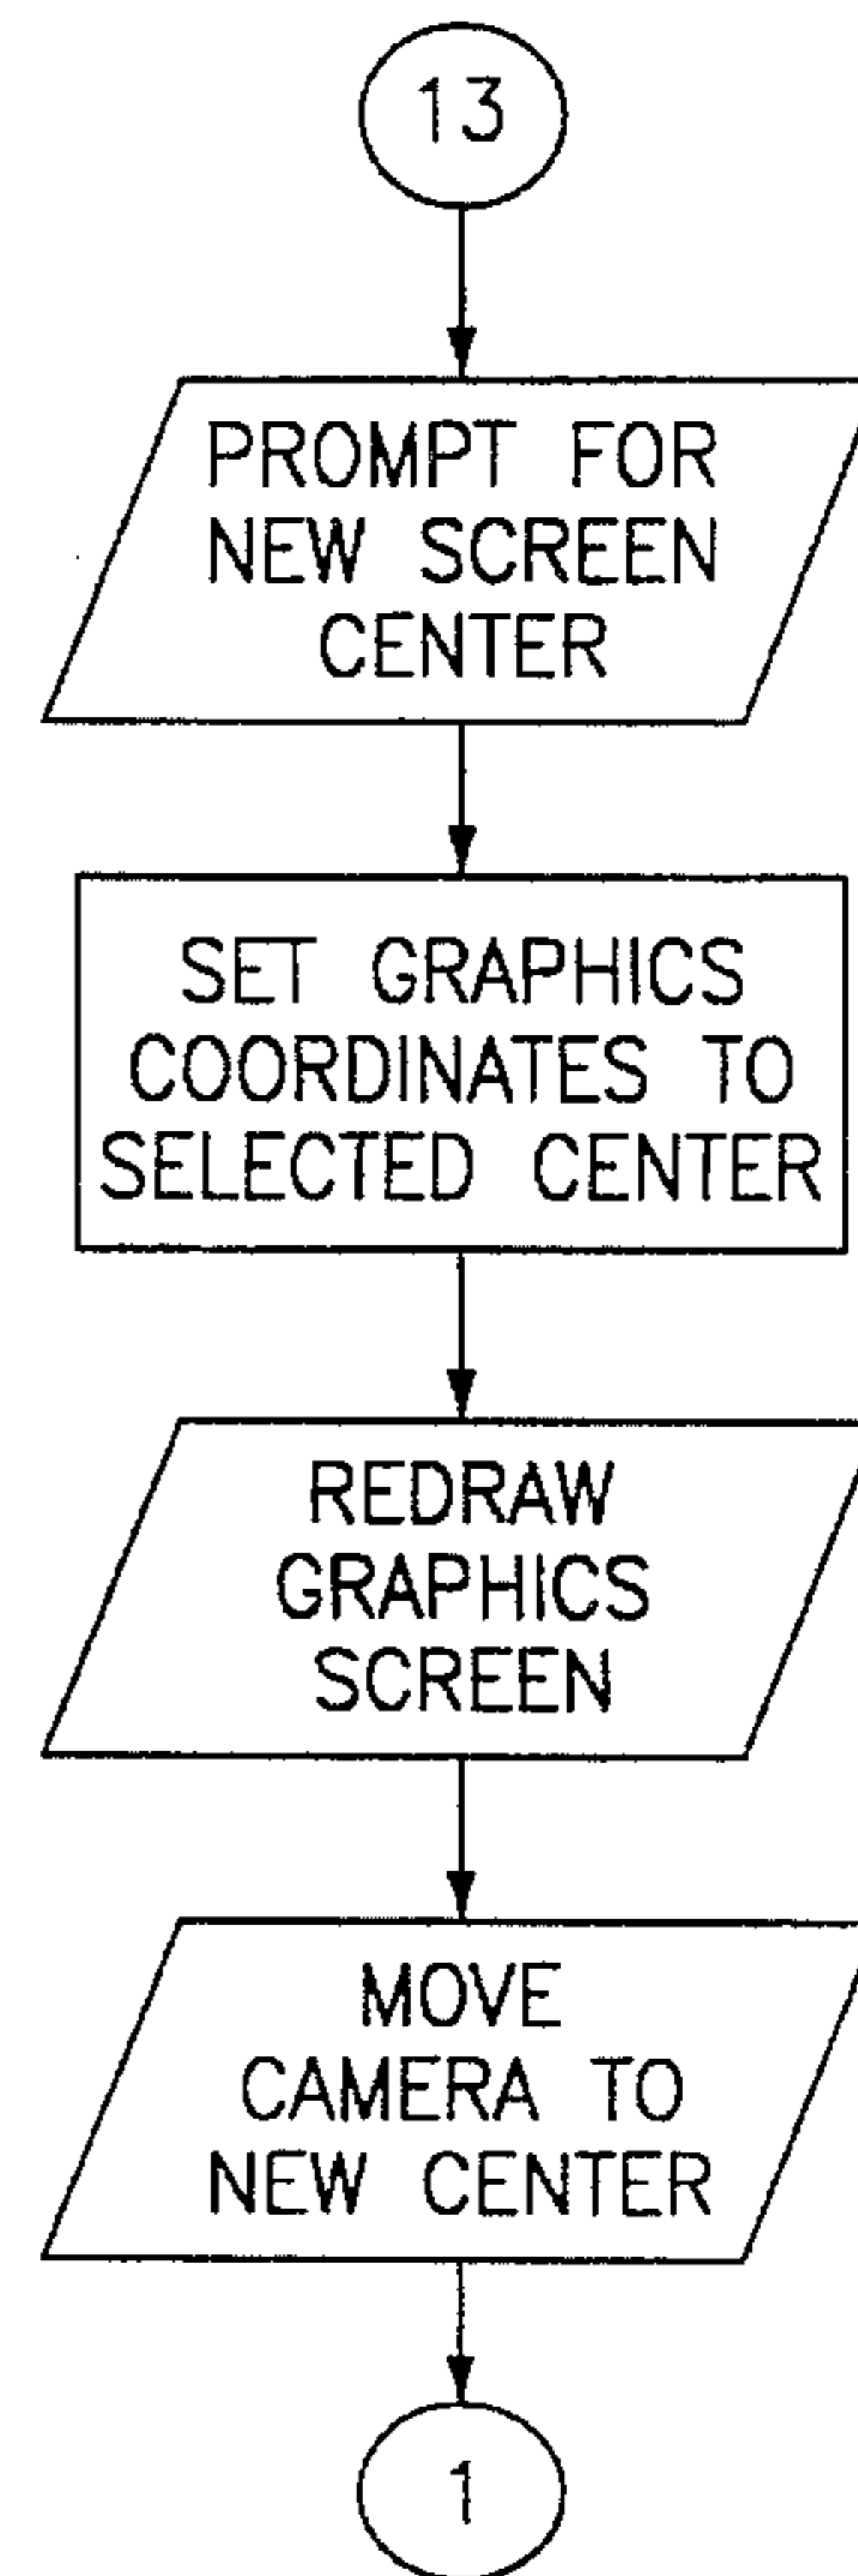 13
PROMPT FOR
NEW SCREEN
CENTER
SET GRAPHICS
COORDINATES TO
SELECTED CENTER
REDRAW
GRAPHICS
SCREEN
MOVE
CAMERA TO
NEW CENTER
1